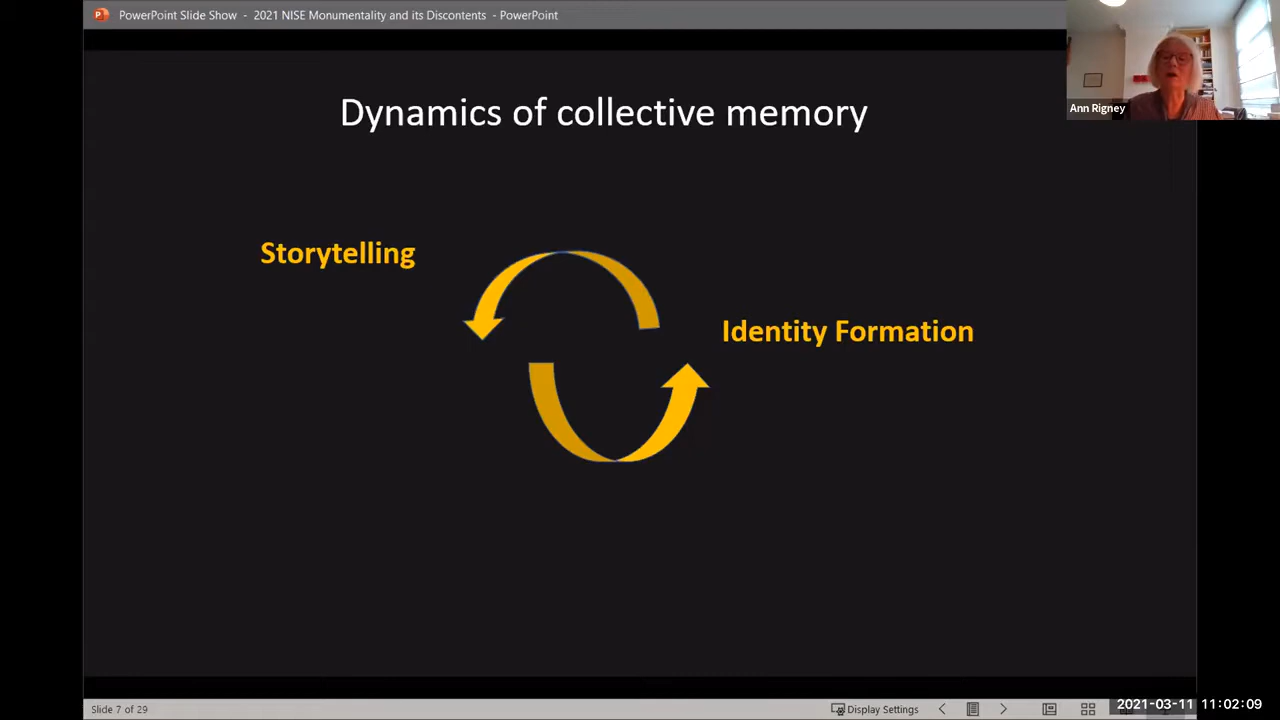 PowerPoint Slide Show - 2021 NISE Monumentality and its Discontents - PowerPoint
Ann Rigney
Dynamics of collective memory
Storytelling
Identity Formation
Slide 7 of 29
Display Settings
2021-03-11 11:02:09